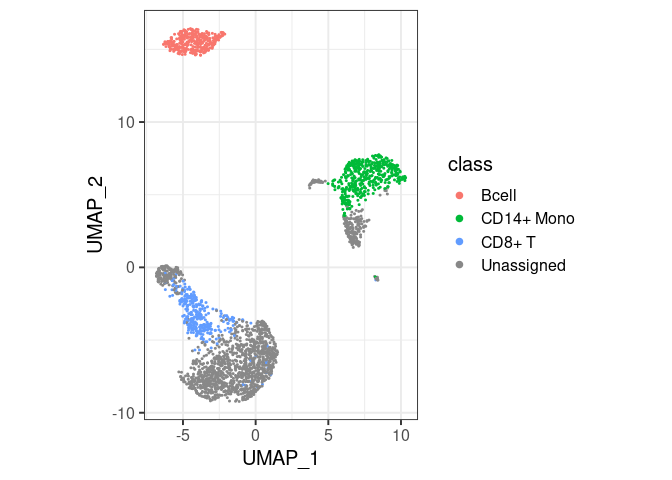 10
0
-10
-5
0
5
10
UMAP_1
UMAP_2
class
Bcell
CD14+ Mono
CD8+ T
Unassigned